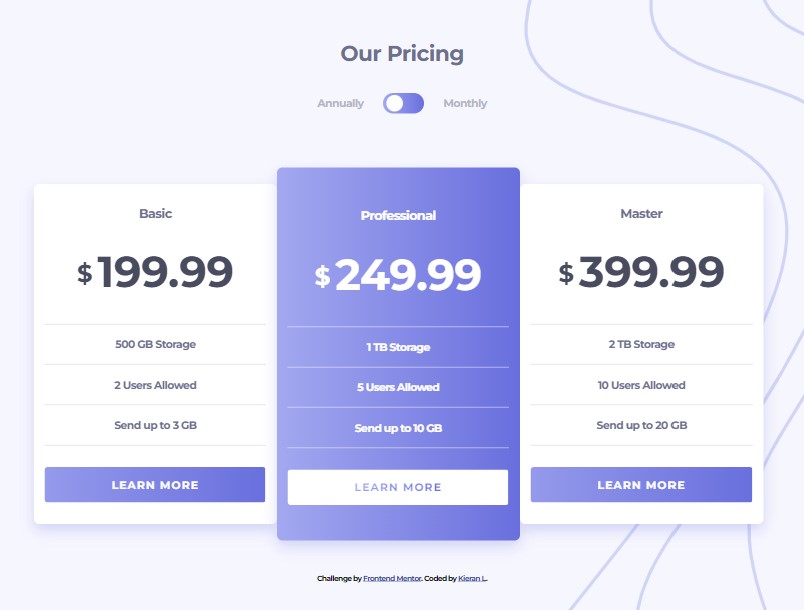 Our Pricing
Annually Monthly
Basic
$199.99
500 GB Storage
2 Users Allowed
Send up to 3 GB
LEARN MORE
Professional
$249.99
1 TB Storage
5 Users Allowed
Send up to 10 GB
LEARN MORE
Master
$399.99
2 TB Storage
10 Users Allowed
Send up to 20 GB
LEARN MORE
Challenge by Frontend Mentor. Coded by Kieran L.